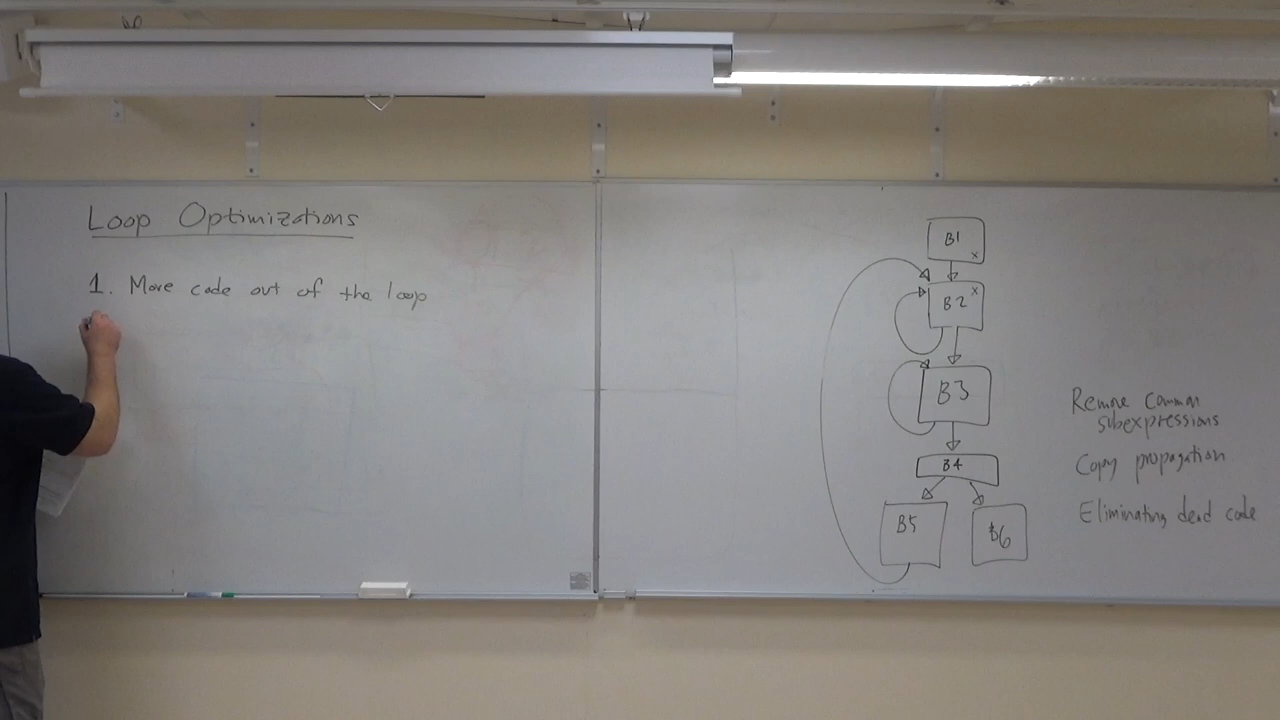 Loop Optimizations
1. Move code out of the loop
B1
x
B2 x
B3
B4
B5
B6
Remove common
subexpressions
Copy propagation
Eliminating dead code